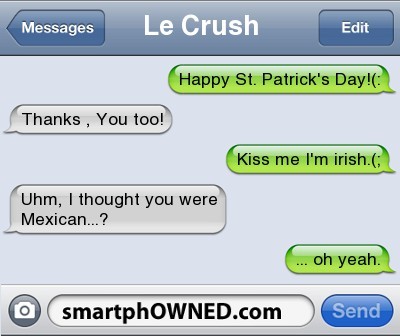 Messages
Le Crush
Edit
Happy St. Patrick's Day!(:
Thanks , You too!
Kiss me I'm irish.(;
Uhm, I thought you were
Mexican...?
... oh yeah.
smartphOWNED.com
Send